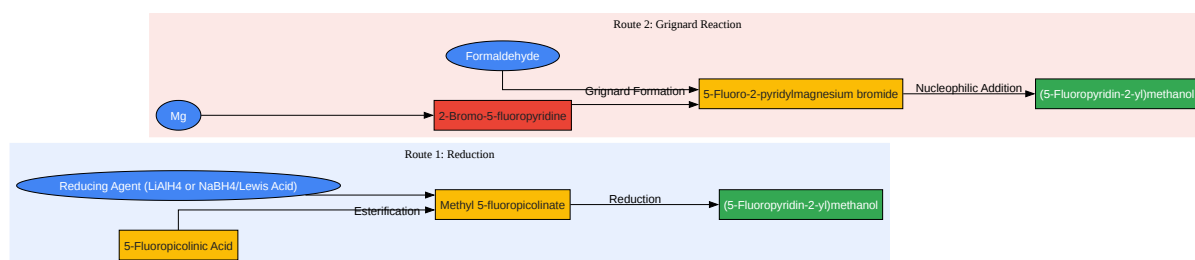 Route 2: Grignard Reaction
Formaldehyde
Grignard Formation
5-Fluoro-2-pyridylmagnesium bromide
Nucleophilic Addition
(5-Fluoropyridin-2-yl)methanol
Mg
2-Bromo-5-fluoropyridine
Route 1: Reduction
Reducing Agent (LiAlH4 or NaBH4/Lewis Acid)
Esterification
Methyl 5-fluoropicolinate
Reduction
(5-Fluoropyridin-2-yl)methanol
5-Fluoropicolinic Acid